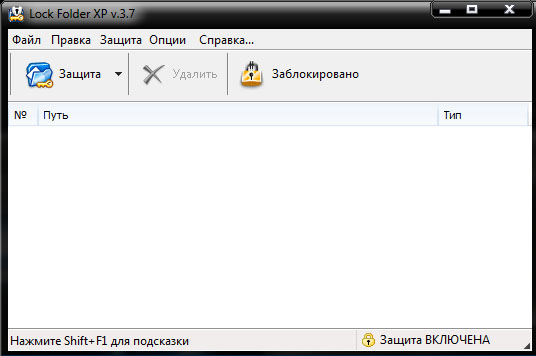 Lock Folder XP v.3.7
Файл Правка Защита Опции Справка...
Защита Удалить Заблокировано
№ Путь Тип
Нажмите Shift+F1 для подсказки Защита ВКЛЮЧЕНА